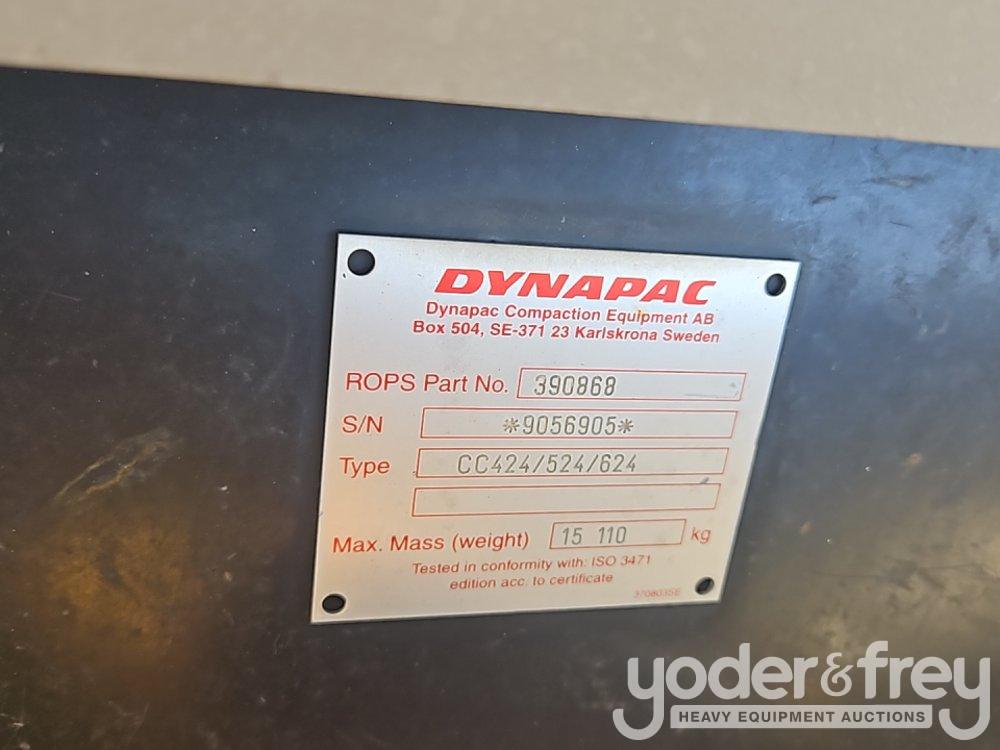 DYNAPAC
Dynapac Compaction Equipment AB
Box 504, SE-371 23 Karlskrona Sweden
ROPS Part No. 390868
S/N *9056905*
Type CC424/524/624
Max. Mass (weight) 15 110 kg
Tested in conformity with: ISO 3471
edition acc. to certificate
370803SE
yoder&frey
HEAVY EQUIPMENT AUCTIONS